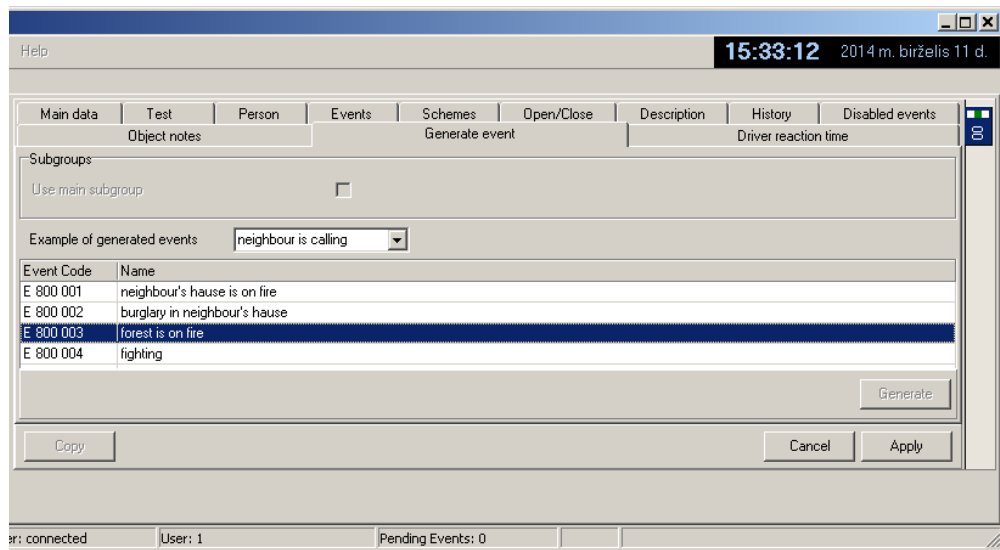 Help
15:33:12 2014 m. birželis 11 d.
Main data Test Person Events Schemes Open/Close Description History Disabled events
Object notes Generate event Driver reaction time
Subgroups
Use main subgroup
Example of generated events neighbour is calling
Event Code Name
E 800 001 neighbour's hause is on fire
E 800 002 burglary in neighbour's hause
E 800 003 forest is on fire
E 800 004 fighting
Generate
Copy Cancel Apply
er: connected User: 1 Pending Events: 0